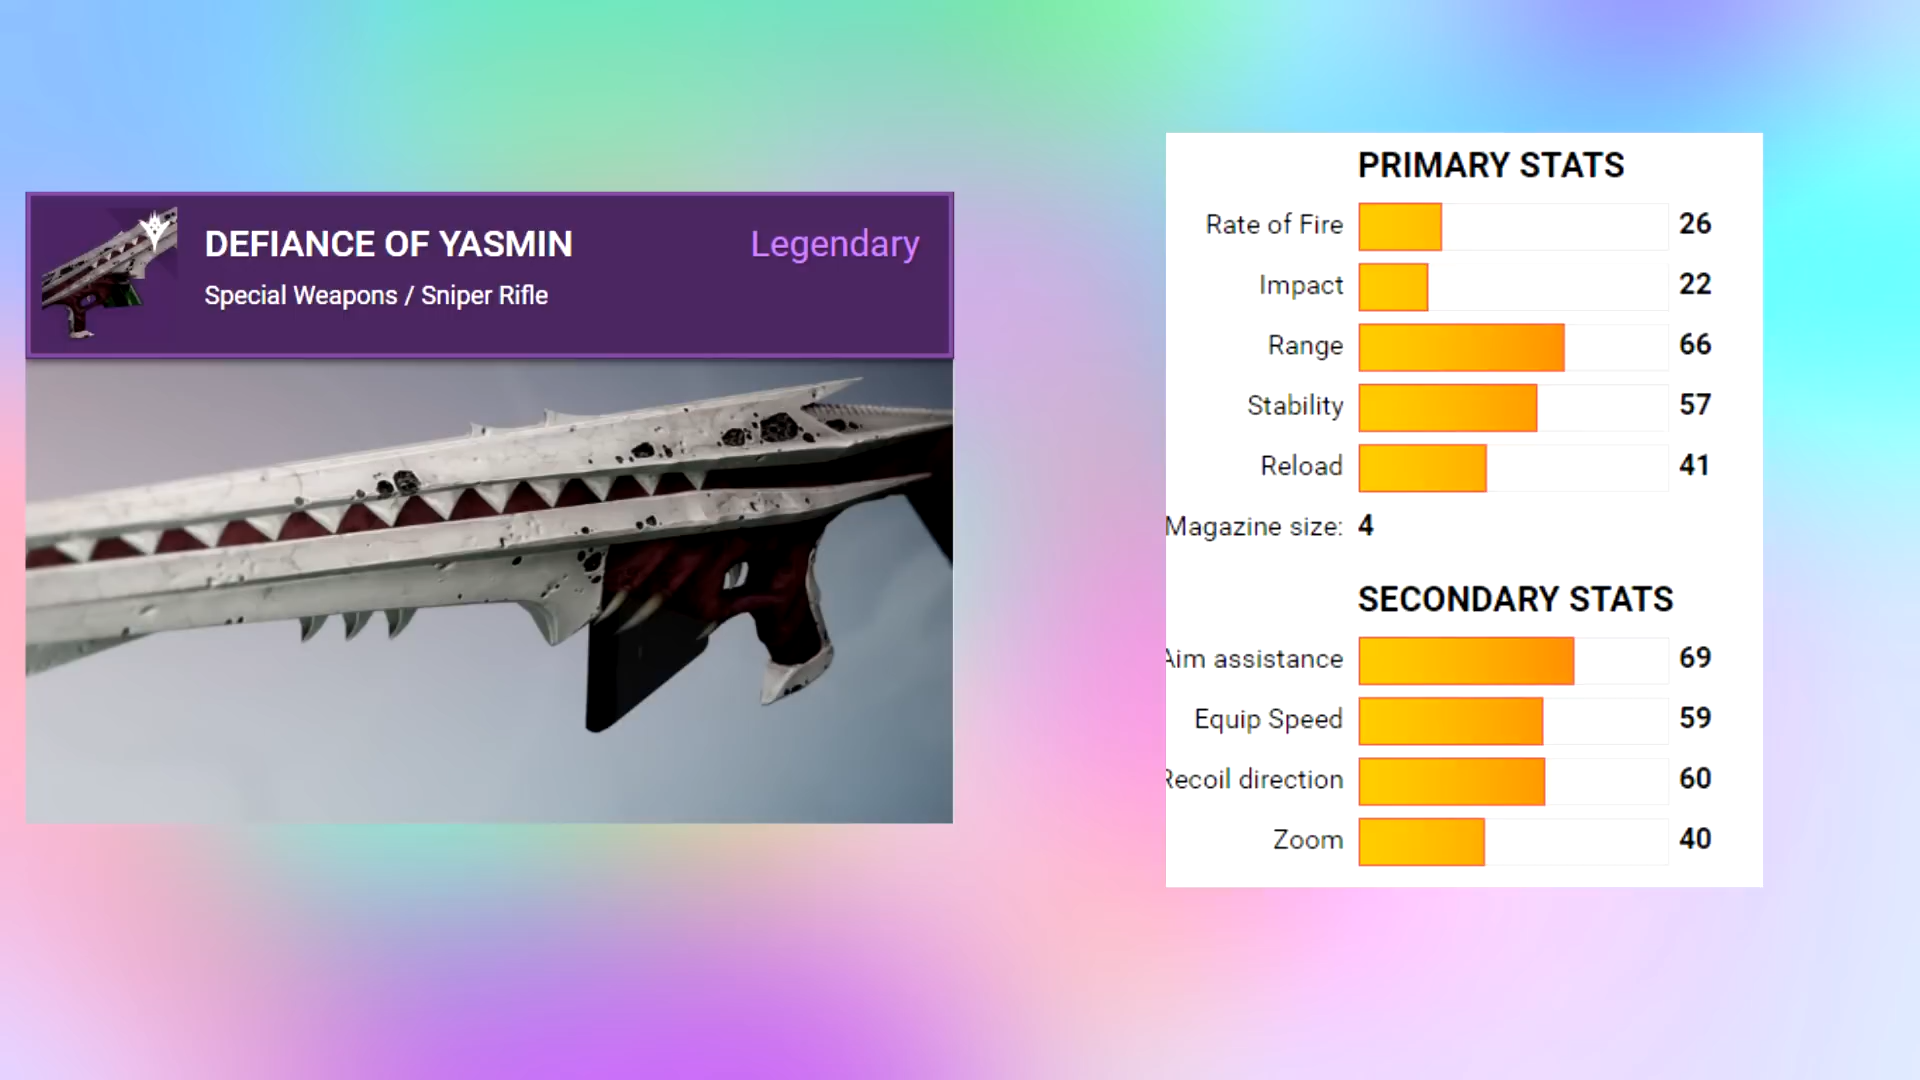 DEFIANCE OF YASMIN
Legendary
Special Weapons / Sniper Rifle
PRIMARY STATS
Rate of Fire 26
Impact 22
Range 66
Stability 57
Reload 41
Magazine size: 4
SECONDARY STATS
Aim assistance 69
Equip Speed 59
Recoil direction 60
Zoom 40